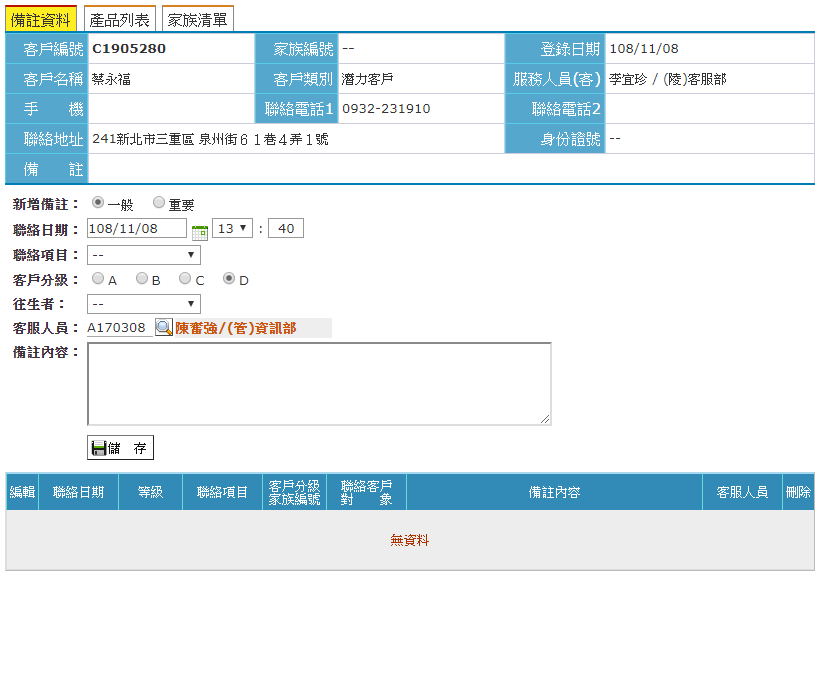 備註資料 產品列表 家族清單
客戶編號 C1905280 家族編號 -- 登錄日期 108/11/08
客戶名稱 蔡永福 客戶類別 潛力客戶 服務人員(客) 李宜珍 / (陵)客服部
手 機 聯絡電話1 0932-231910 聯絡電話2
聯絡地址 241新北市三重區 泉州街６１巷４弄１號 身份證號 --
備 註
新增備註： 一般 重要
聯絡日期： 108/11/08 13 : 40
聯絡項目： --
客戶分級： A B C D
往生者： --
客服人員： A170308 陳奮強/(管)資訊部
備註內容：
儲 存
編輯 聯絡日期 等級 聯絡項目 客戶分級 家族編號 聯絡客戶 對 象 備註內容 客服人員 刪除
無資料